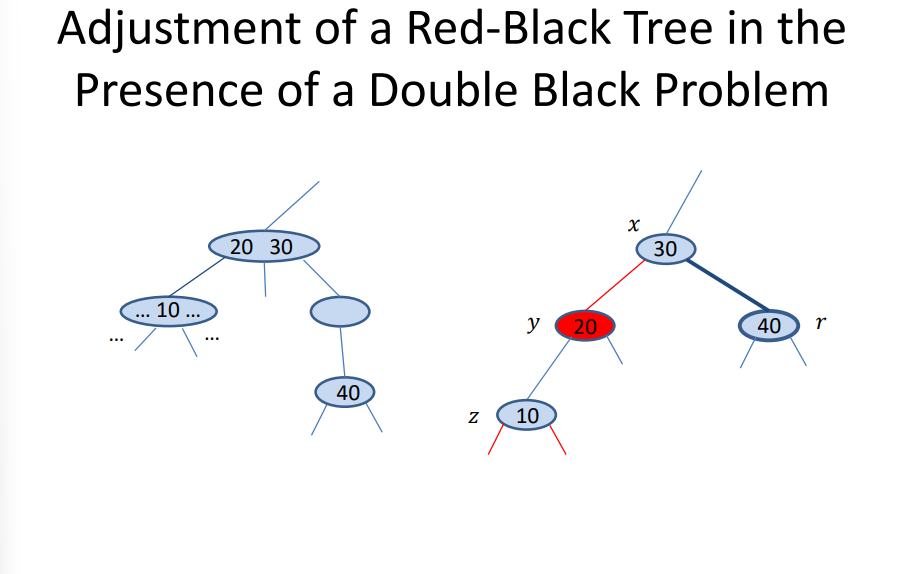 Adjustment of a Red-Black Tree in the
Presence of a Double Black Problem
x
20 30
30
... 10 ...
y
20
40
r
...
...
40
z
10